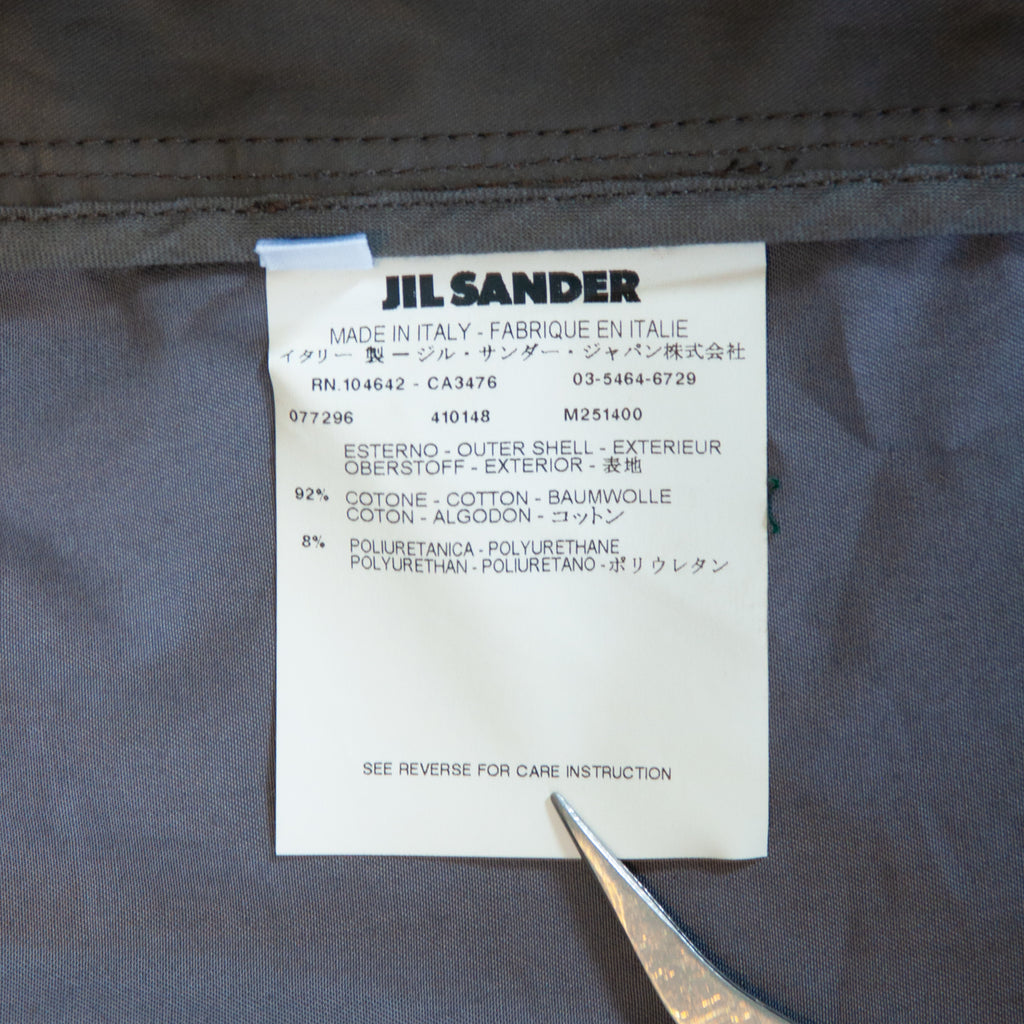 JIL SANDER
MADE IN ITALY - FABRIQUE EN ITALIE
イタリー 製 ー ジル・サンダー・ジャパン株式会社
RN.104642 - CA3476 03-5464-6729
077296 410148 M251400
ESTERNO - OUTER SHELL - EXTERIEUR
OBERSTOFF - EXTERIOR - 表地
92% COTONE - COTTON - BAUMWOLLE
COTON - ALGODON - コットン
8% POLIURETANICA - POLYURETHANE
POLYURETHAN - POLIURETANO - ポリウレタン
SEE REVERSE FOR CARE INSTRUCTION